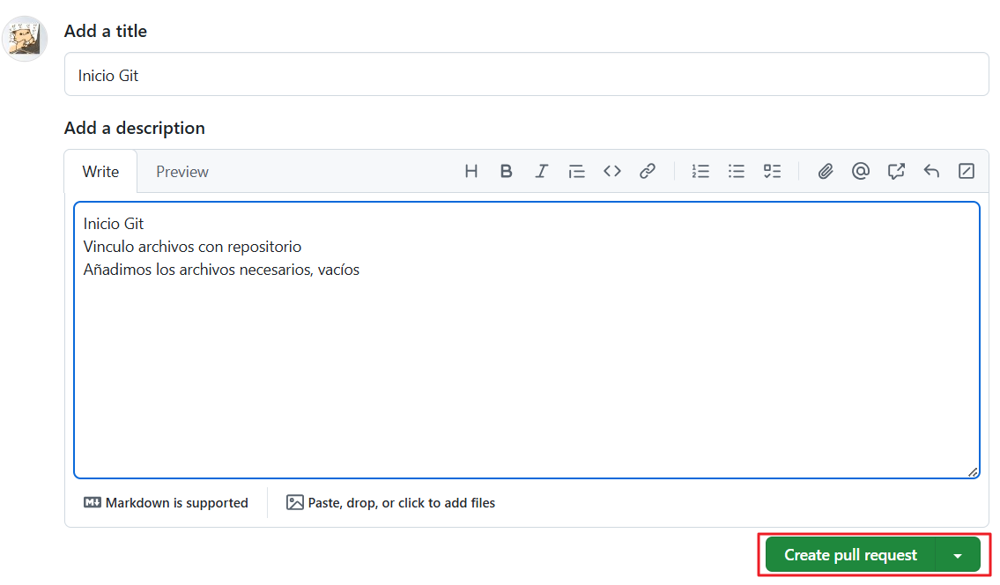 Add a title
Inicio Git
Add a description
Write Preview
Inicio Git
Vinculo archivos con repositorio
Añadimos los archivos necesarios, vacíos
Markdown is supported
Paste, drop, or click to add files
Create pull request